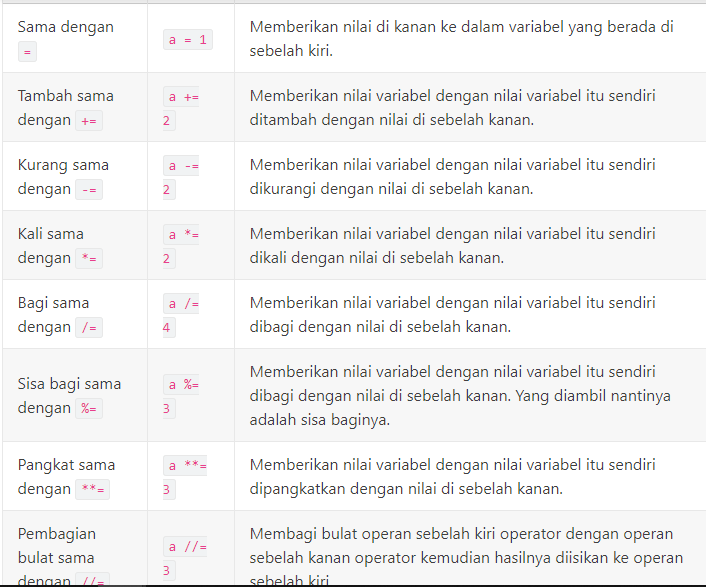 Sama dengan
=
a = 1
Memberikan nilai di kanan ke dalam variabel yang berada di
sebelah kiri.
Tambah sama
dengan +=
a +=
2
Memberikan nilai variabel dengan nilai variabel itu sendiri
ditambah dengan nilai di sebelah kanan.
Kurang sama
dengan -=
a -=
2
Memberikan nilai variabel dengan nilai variabel itu sendiri
dikurangi dengan nilai di sebelah kanan.
Kali sama
dengan *=
a *=
2
Memberikan nilai variabel dengan nilai variabel itu sendiri
dikali dengan nilai di sebelah kanan.
Bagi sama
dengan /=
a /=
4
Memberikan nilai variabel dengan nilai variabel itu sendiri
dibagi dengan nilai di sebelah kanan.
Sisa bagi sama
dengan %=
a %=
3
Memberikan nilai variabel dengan nilai variabel itu sendiri
dibagi dengan nilai di sebelah kanan. Yang diambil nantinya
adalah sisa baginya.
Pangkat sama
dengan **=
a **=
3
Memberikan nilai variabel dengan nilai variabel itu sendiri
dipangkatkan dengan nilai di sebelah kanan.
Pembagian
bulat sama
dengan //=
a //=
3
Membagi bulat operan sebelah kiri operator dengan operan
sebelah kanan operator kemudian hasilnya diisikan ke operan
sebelah kiri.